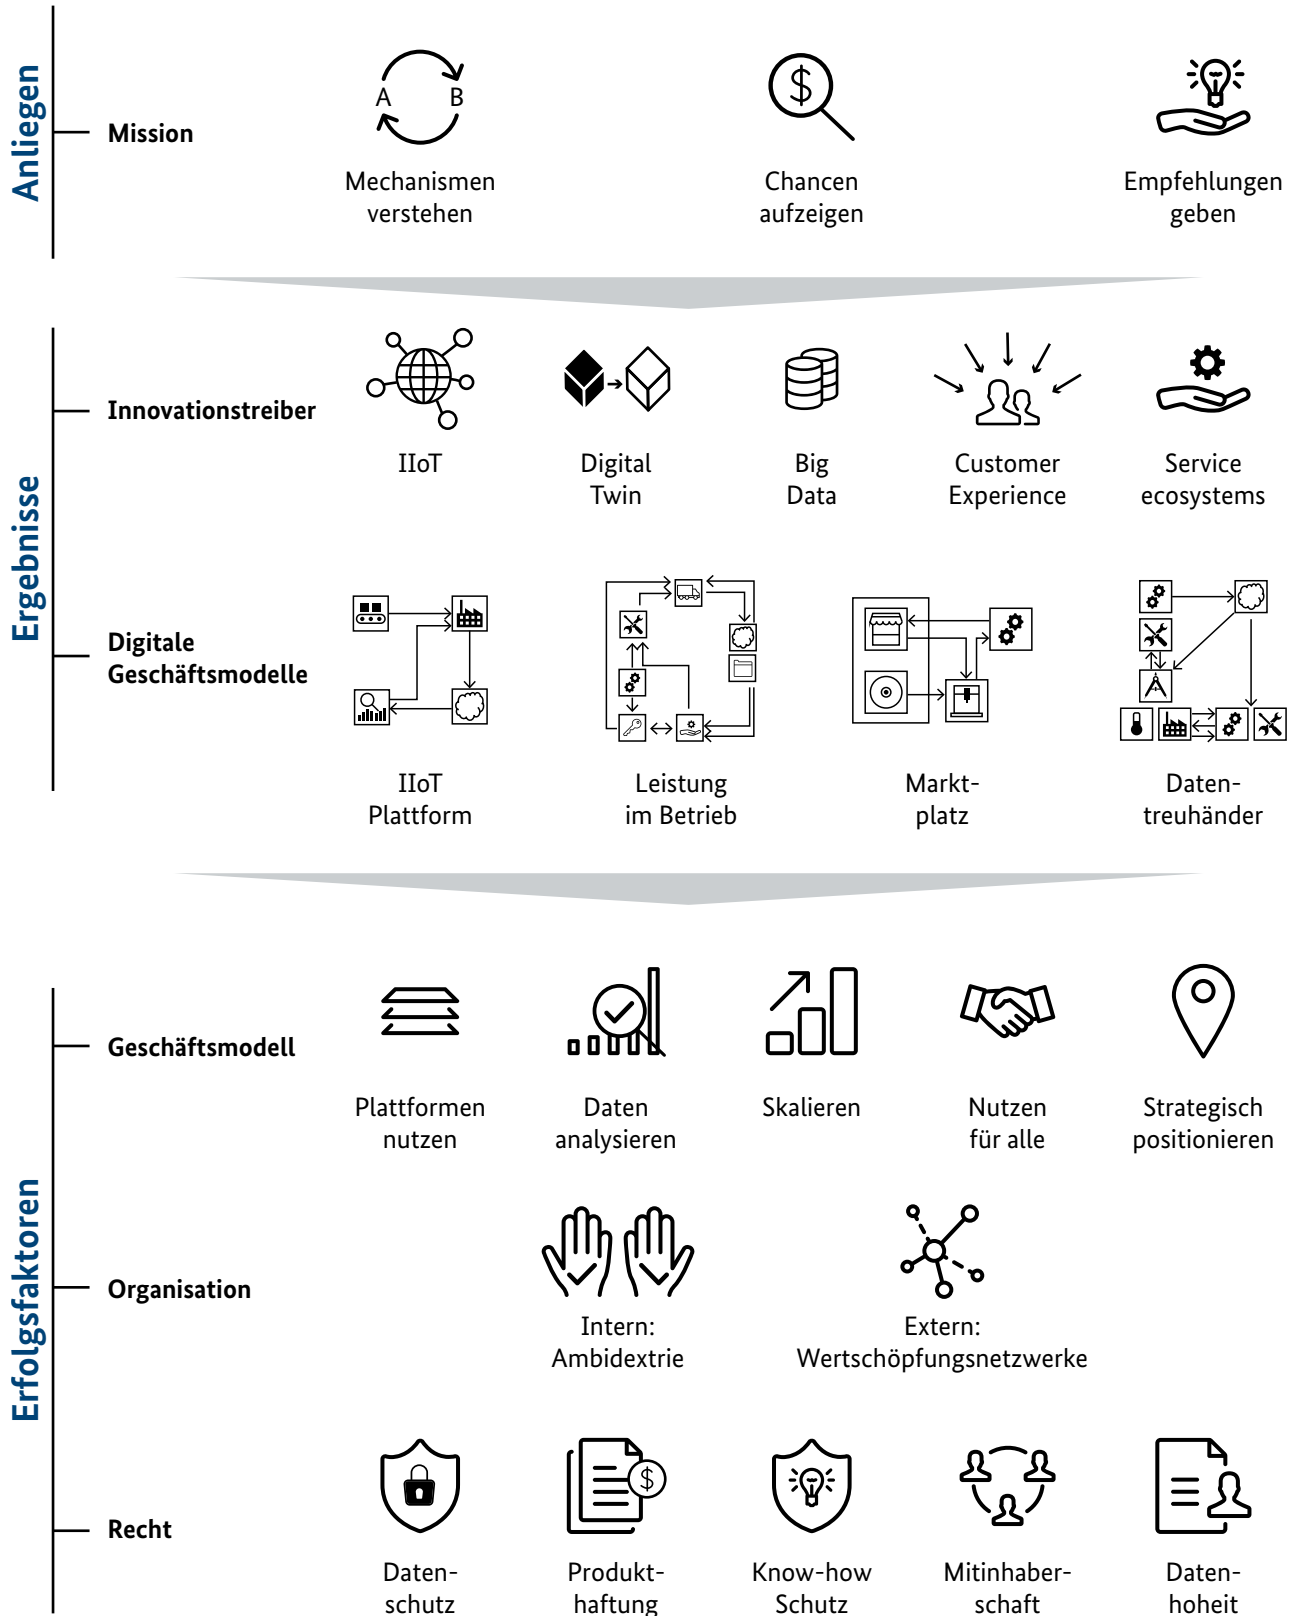 Anliegen
Mission
A B
Mechanismen
verstehen
$
Chancen
aufzeigen
Empfehlungen
geben
Ergebnisse
Innovationstreiber
IIoT
Digital
Twin
Big
Data
Customer
Experience
Service
ecosystems
Digitale
Geschäftsmodelle
IIoT
Plattform
Leistung
im Betrieb
Markt-
platz
Daten-
treuhänder
Erfolgsfaktoren
Geschäftsmodell
Plattformen
nutzen
Daten
analysieren
Skalieren
Nutzen
für alle
Strategisch
positionieren
Organisation
Intern:
Ambidextrie
Extern:
Wertschöpfungsnetzwerke
Recht
Daten-
schutz
$
Produkt-
haftung
Know-how
Schutz
Mitinhaber-
schaft
Daten-
hoheit